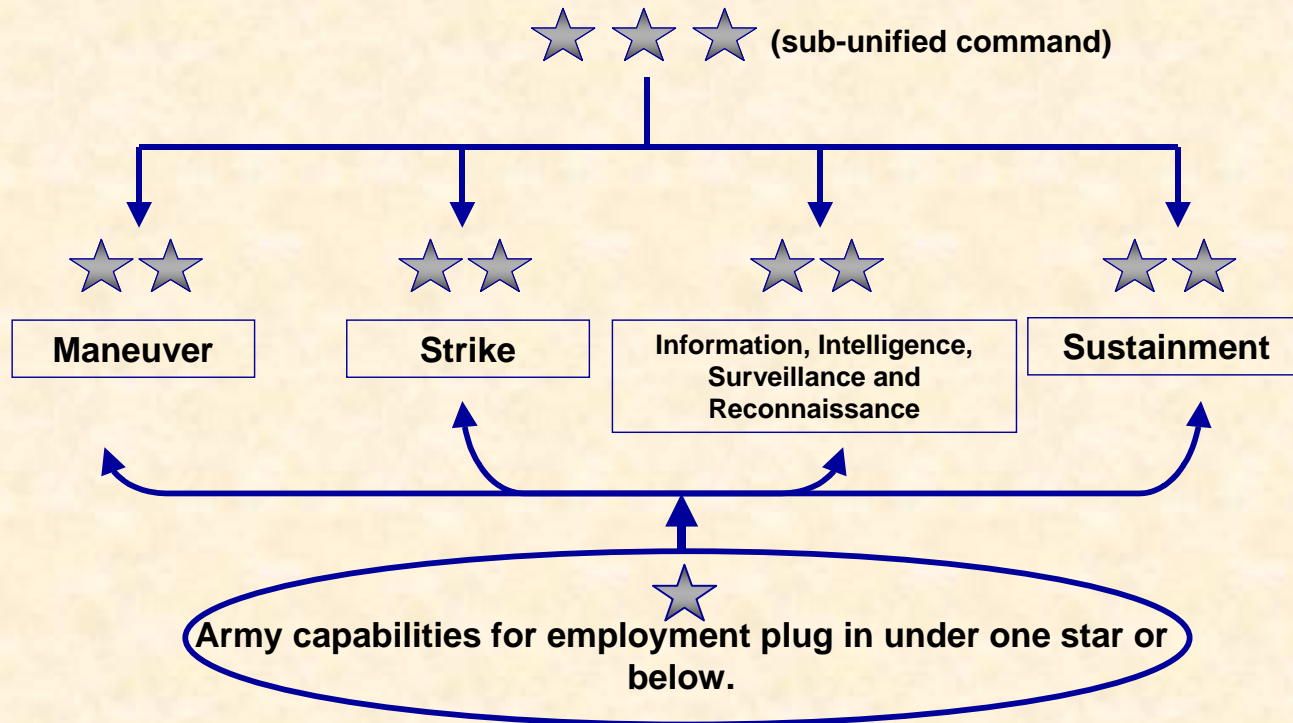 (sub-unified command)
Maneuver
Strike
Information, Intelligence,
Surveillance and
Reconnaissance
Sustainment
Army capabilities for employment plug in under one star or
below.